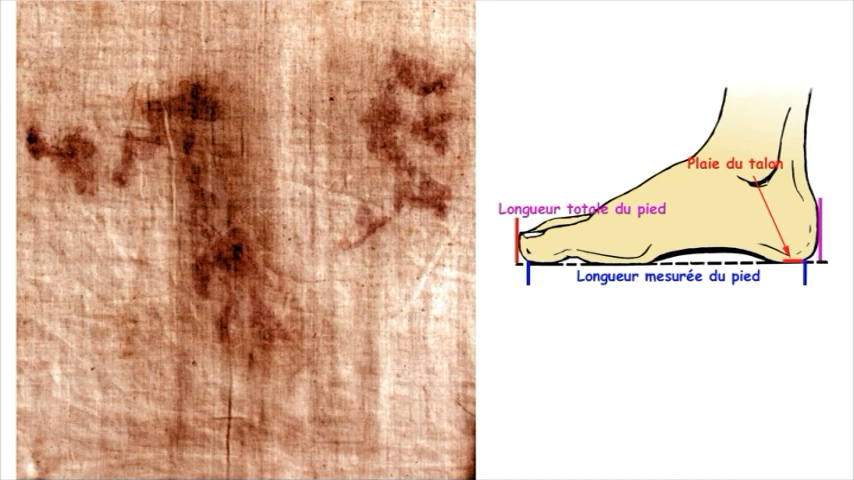 Plaie du talon
Longueur totale du pied
Longueur mesurée du pied